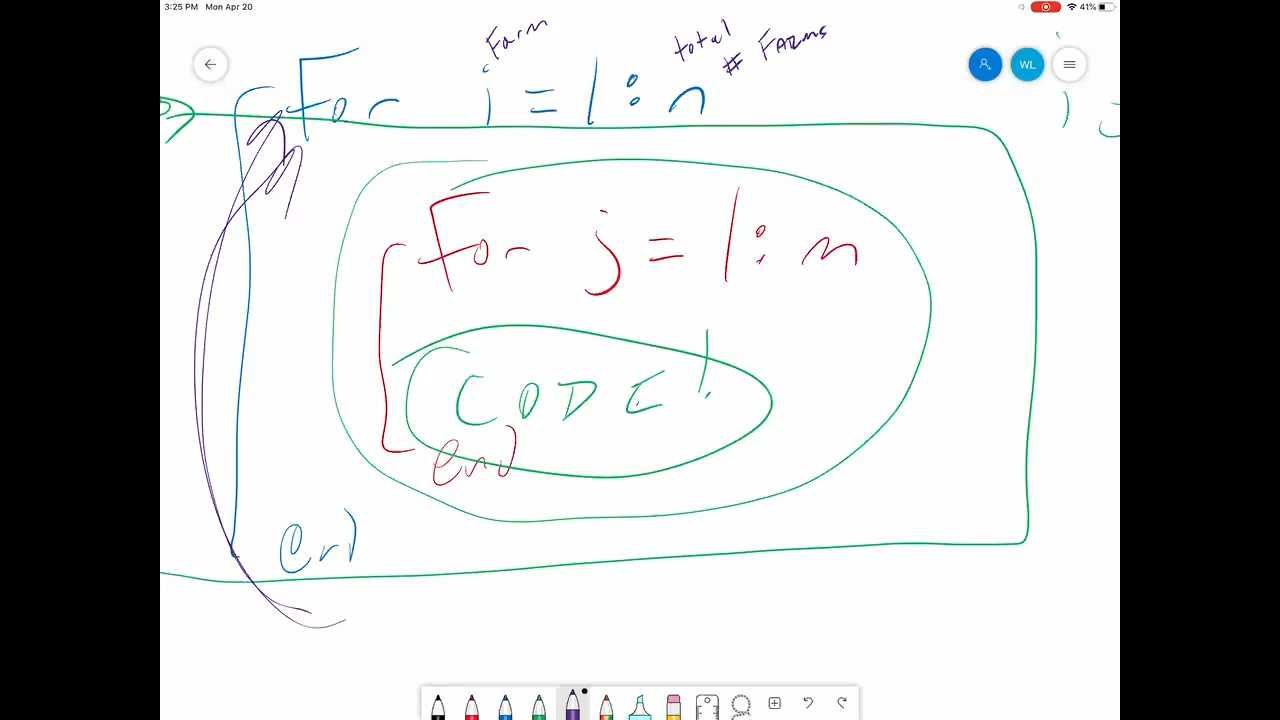 3:25 PM Mon Apr 20
41%
Farm
total
# FARMS
WL
For i = 1 : n
i
For j = 1 : m
CODE!
end
end